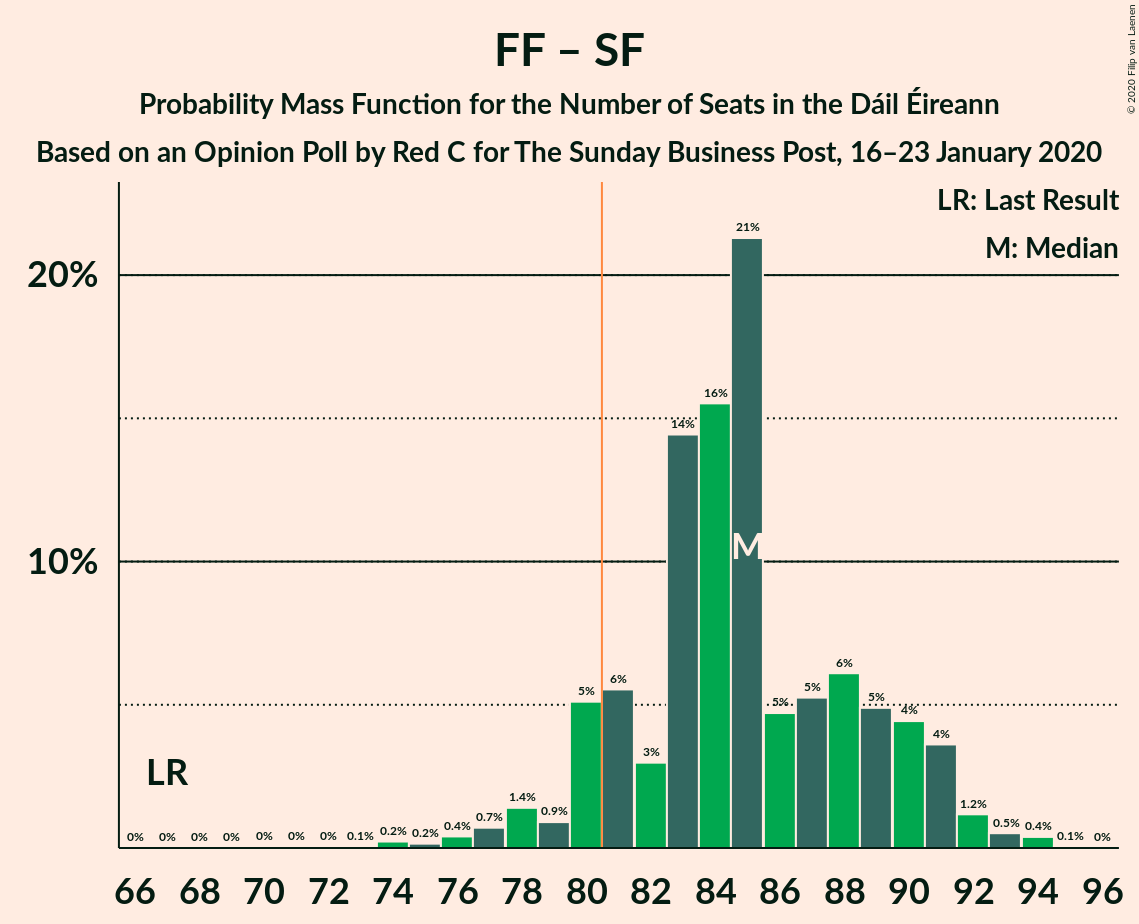 © 2020 Filip van Laenen
FF – SF
Probability Mass Function for the Number of Seats in the Dáil Éireann
Based on an Opinion Poll by Red C for The Sunday Business Post, 16–23 January 2020
LR: Last Result
M: Median
20%
10%
LR
M
0% 0% 0% 0% 0% 0% 0% 0.1% 0.2% 0.2% 0.4% 0.7% 1.4% 0.9% 5% 6% 3% 14% 16% 21% 5% 5% 6% 5% 4% 4% 1.2% 0.5% 0.4% 0.1% 0%
66 68 70 72 74 76 78 80 82 84 86 88 90 92 94 96